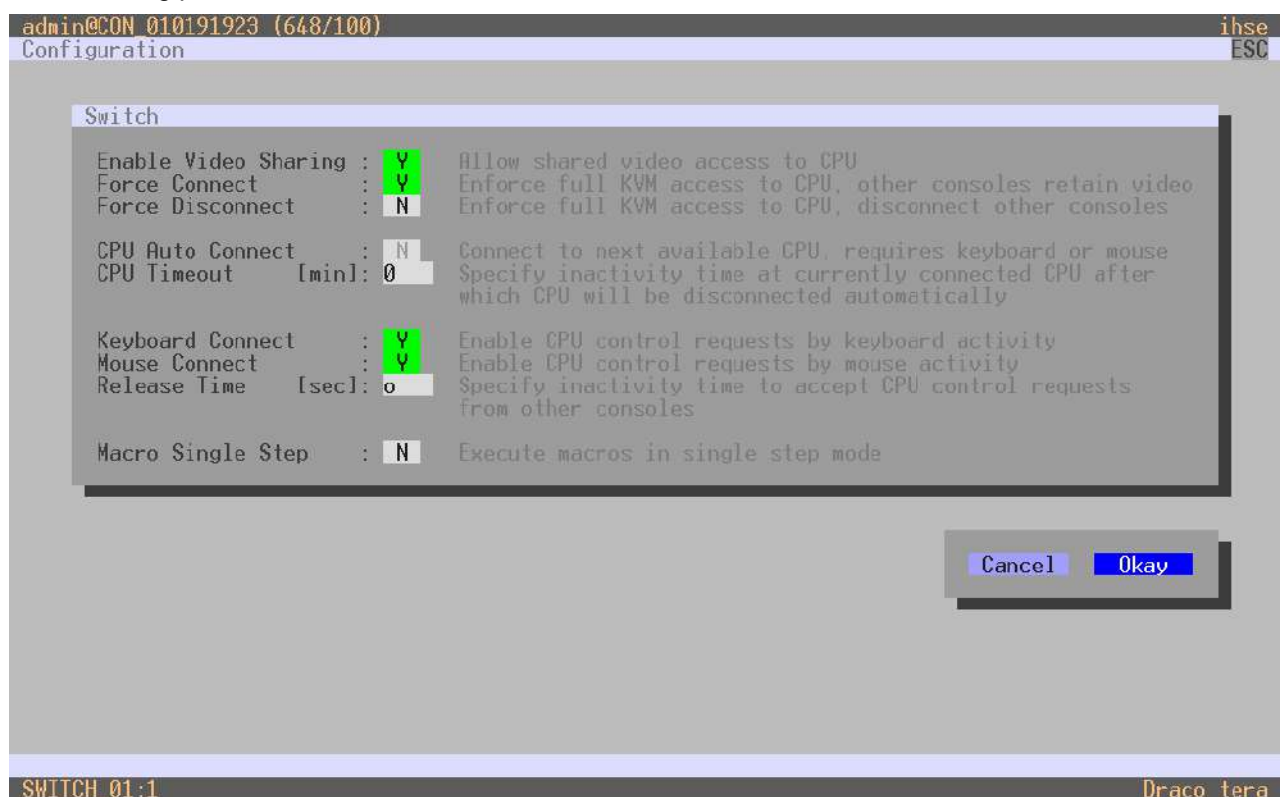 admin@CON_010191923 (648/100) ihse
Configuration ESC
Switch
Enable Video Sharing : Y Allow shared video access to CPU
Force Connect : Y Enforce full KVM access to CPU, other consoles retain video
Force Disconnect : N Enforce full KVM access to CPU, disconnect other consoles
CPU Auto Connect : N Connect to next available CPU, requires keyboard or mouse
CPU Timeout [min]: 0 Specify inactivity time at currently connected CPU after
which CPU will be disconnected automatically
Keyboard Connect : Y Enable CPU control requests by keyboard activity
Mouse Connect : Y Enable CPU control requests by mouse activity
Release Time [sec]: o Specify inactivity time to accept CPU control requests
from other consoles
Macro Single Step : N Execute macros in single step mode
Cancel Okay
SWITCH_01:1 Draco tera